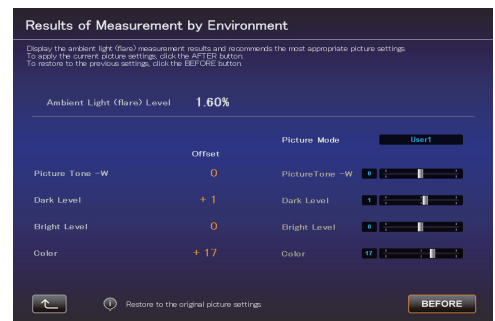 Results of Measurement by Environment
Display the ambient light (flare) measurement results and recommends the most appropriate picture settings.
To apply the current picture settings, click the AFTER button.
To restore to the previous settings, click the BEFORE button.
Ambient Light (flare) Level 1.60%
Picture Mode User1
Offset
Picture Tone -W 0 PictureTone -W 0
Dark Level + 1 Dark Level 1
Bright Level 0 Bright Level 0
Color + 17 Color 17
Restore to the original picture settings. BEFORE